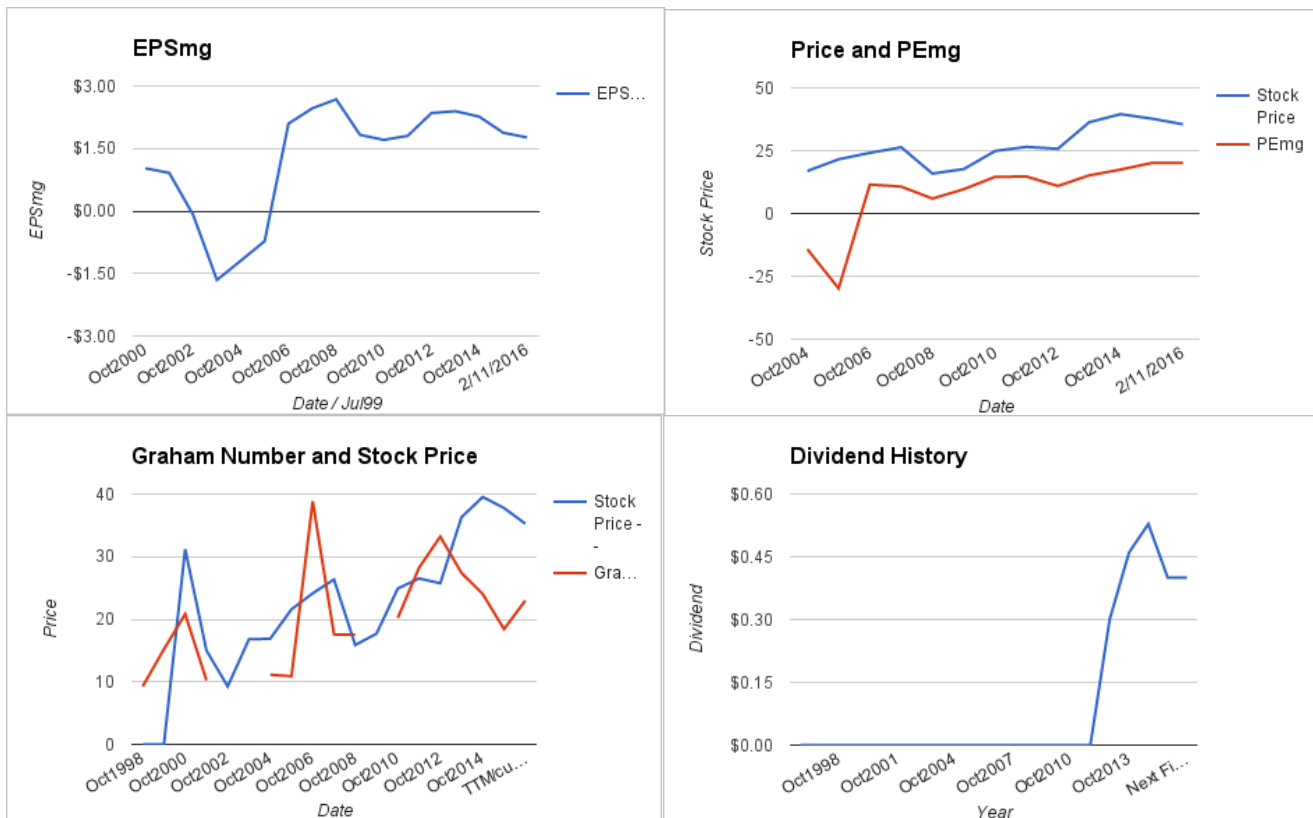 EPSmg
$3.00
$1.50
$0.00
-$1.50
-$3.00
EPSmg
EPS...
Oct2000
Oct2002
Oct2004
Oct2006
Oct2008
Oct2010
Oct2012
Oct2014
2/11/2016
Date / Jul99
Price and PEmg
50
25
0
-25
-50
Stock Price
Stock
Price
PEmg
Oct2004
Oct2006
Oct2008
Oct2010
Oct2012
Oct2014
2/11/2016
Date
Graham Number and Stock Price
40
30
20
10
0
Price
Stock
Price -
-
Gra...
Oct1998
Oct2000
Oct2002
Oct2004
Oct2006
Oct2008
Oct2010
Oct2012
Oct2014
TTM/cu...
Date
Dividend History
$0.60
$0.45
$0.30
$0.15
$0.00
Dividend
Oct1998
Oct2001
Oct2004
Oct2007
Oct2010
Oct2013
Next Fi...
Year